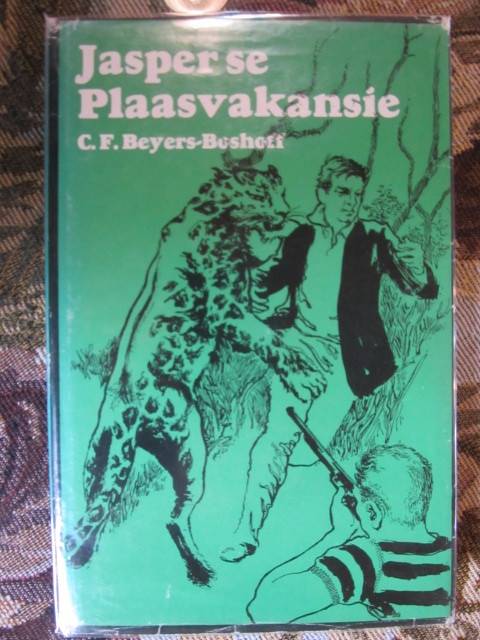 Jasper se
Plaasvakansie
C. F. Beyers-Boshoff